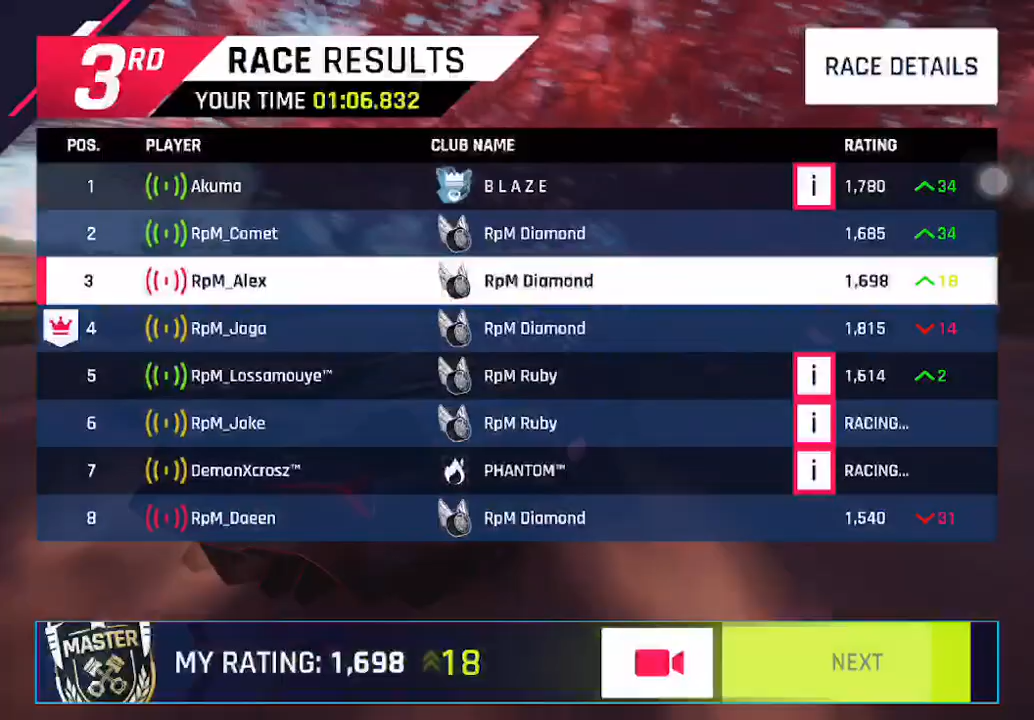 3RD
RACE RESULTS
YOUR TIME 01:06.832
RACE DETAILS
POS. PLAYER CLUB NAME RATING
1 Akuma B L A Z E i 1,780 34
2 RpM_Comet RpM Diamond 1,685 34
3 RpM_Alex RpM Diamond 1,698 18
4 RpM_Jaga RpM Diamond 1,815 14
5 RpM_Lossamouye™ RpM Ruby i 1,614 2
6 RpM_Jake RpM Ruby i RACING...
7 DemonXcrosz™ PHANTOM™ i RACING...
8 RpM_Daeen RpM Diamond 1,540 31
MASTER
MY RATING: 1,698 18
NEXT